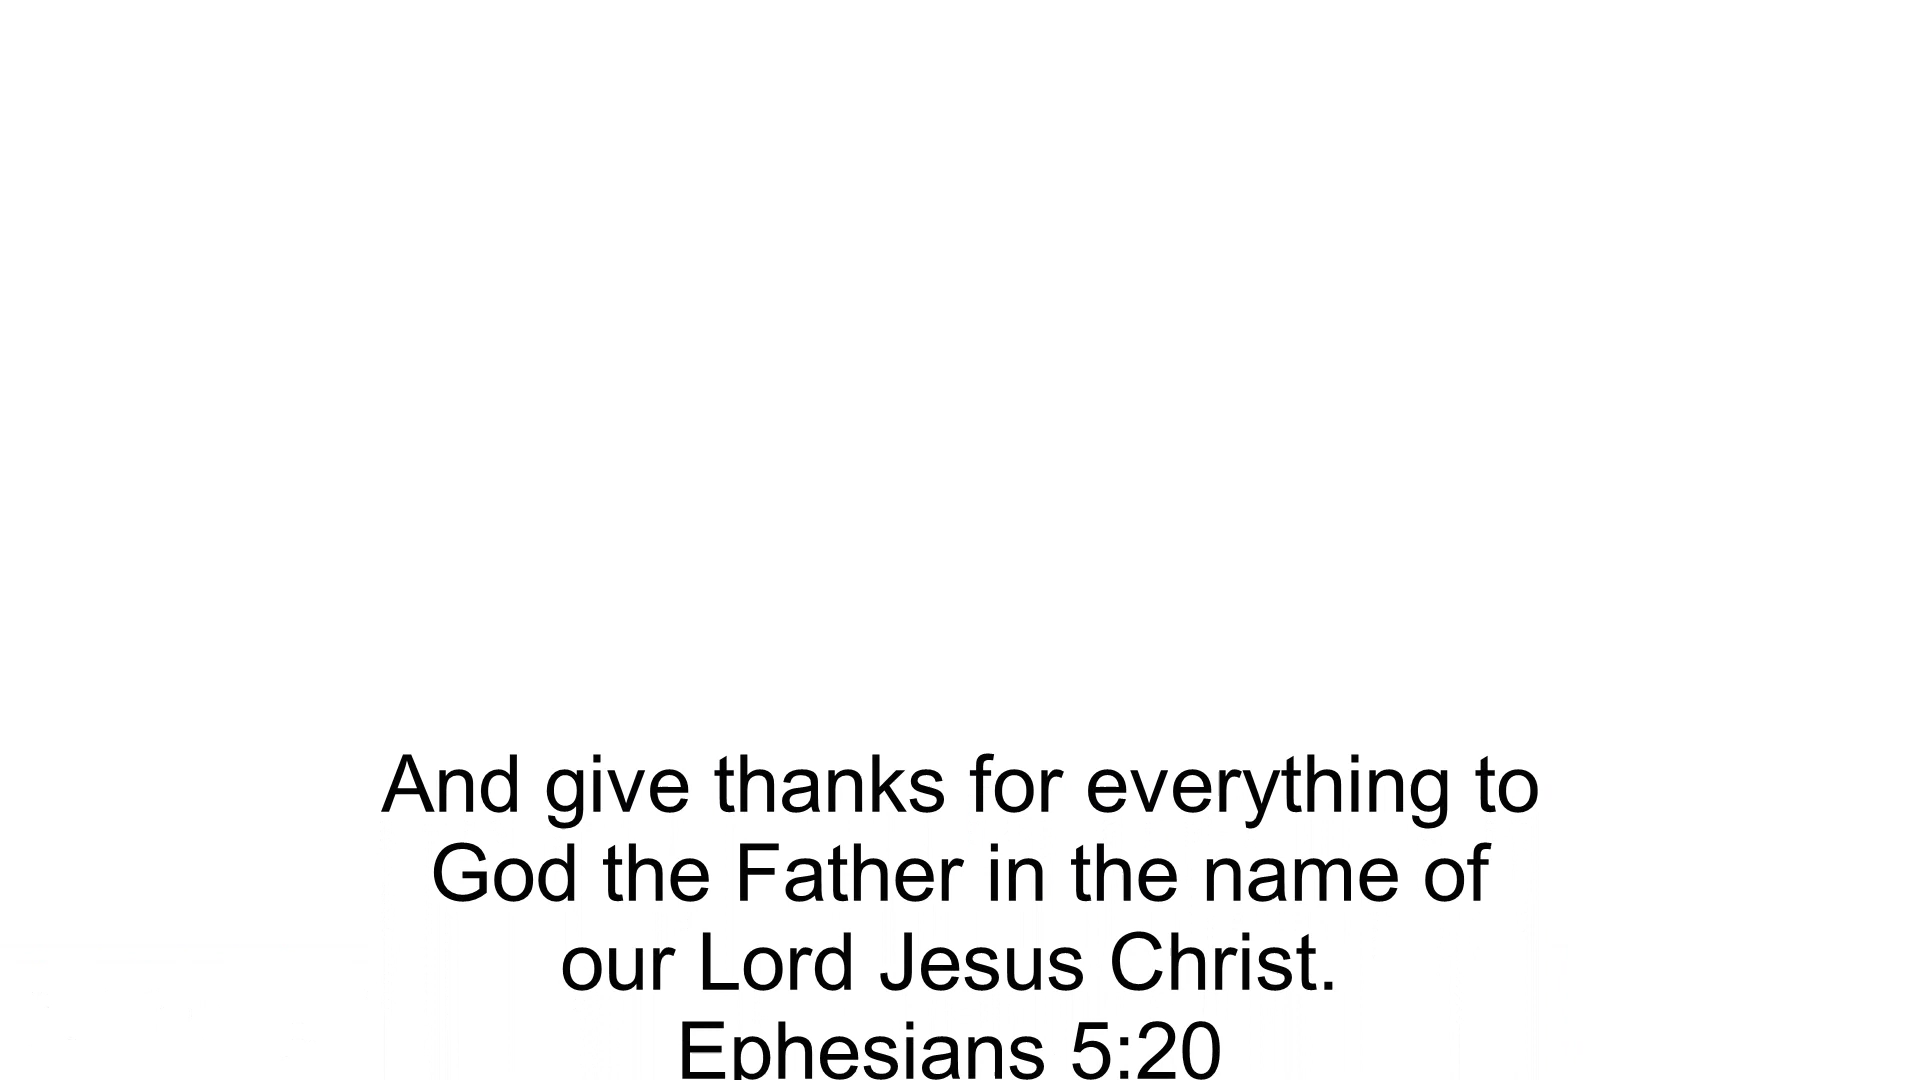 And give thanks for everything to
God the Father in the name of
our Lord Jesus Christ.
Ephesians 5:20